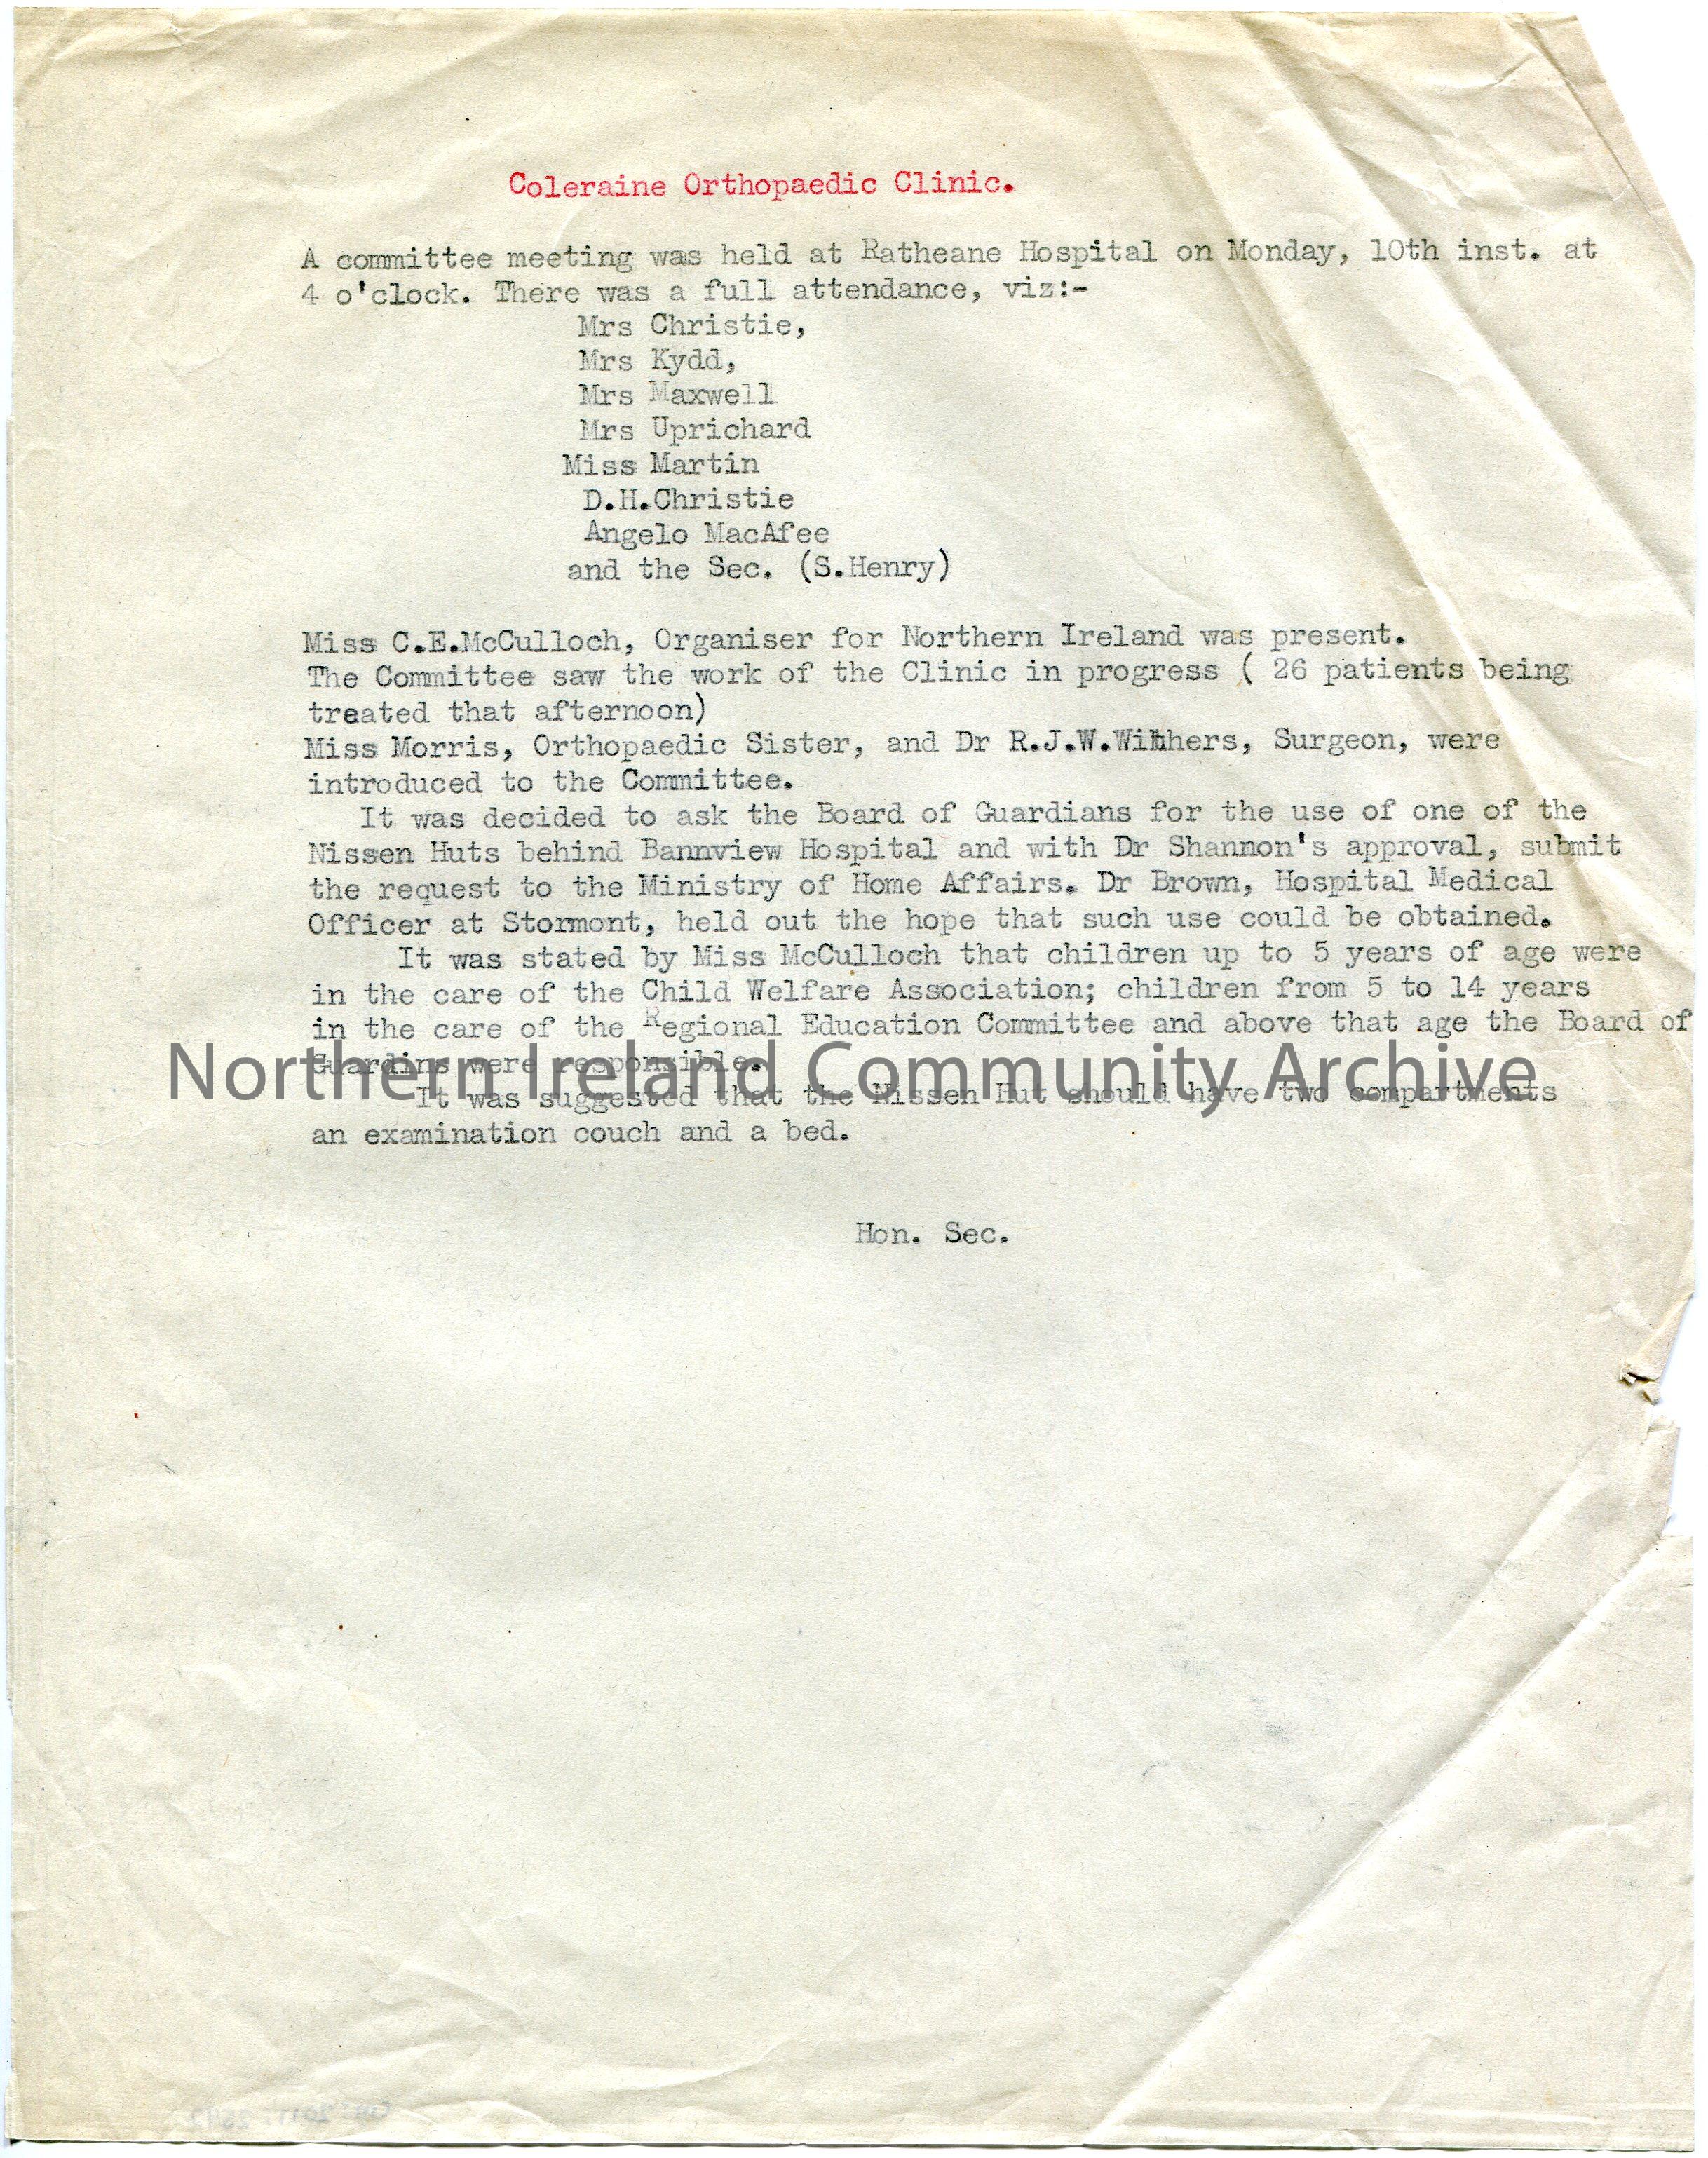 Coleraine Orthopaedic Clinic.
A committee meeting was held at Ratheane Hospital on Monday, 10th inst. at
4 o'clock. There was a full attendance, viz:-
Mrs Christie,
Mrs Kydd,
Mrs Maxwell
Mrs Uprichard
Miss Martin
D.H.Christie
Angelo MacAfee
and the Sec. (S.Henry)
Miss C.E.McCulloch, Organiser for Northern Ireland was present.
The Committee saw the work of the Clinic in progress ( 26 patients being
treated that afternoon)
Miss Morris, Orthopaedic Sister, and Dr R.J.W.Withers, Surgeon, were
introduced to the Committee.
It was decided to ask the Board of Guardians for the use of one of the
Nissen Huts behind Bannview Hospital and with Dr Shannon's approval, submit
the request to the Ministry of Home Affairs. Dr Brown, Hospital Medical
Officer at Stormont, held out the hope that such use could be obtained.
It was stated by Miss McCulloch that children up to 5 years of age were
in the care of the Child Welfare Association; children from 5 to 14 years
in the care of the Regional Education Committee and above that age the Board of
Guardins were responsible.
Northern Ireland Community Archive
It was suggested that the Nissen Hut should have two compartments
an examination couch and a bed.
Hon. Sec.